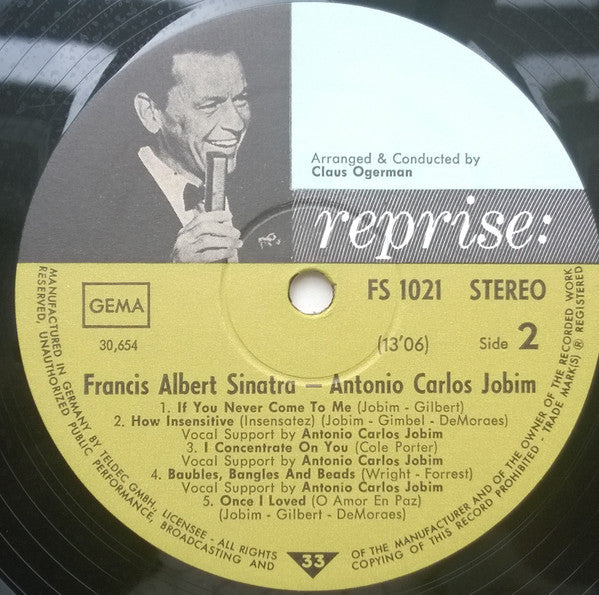 Arranged & Conducted by
Claus Ogerman
reprise:
GEMA
30,654
FS 1021 STEREO
(13'06) Side 2
Francis Albert Sinatra — Antonio Carlos Jobim
1. If You Never Come To Me (Jobim - Gilbert)
2. How Insensitive (Insensatez) (Jobim - Gimbel - DeMoraes)
Vocal Support by Antonio Carlos Jobim
3. I Concentrate On You (Cole Porter)
Vocal Support by Antonio Carlos Jobim
4. Baubles, Bangles And Beads (Wright - Forrest)
Vocal Support by Antonio Carlos Jobim
5. Once I Loved (O Amor En Paz)
(Jobim - Gilbert - DeMoraes)
33
MANUFACTURED IN GERMANY BY TELDEC GMBH., LICENSEE - ALL RIGHTS
RESERVED, UNAUTHORIZED PUBLIC PERFORMANCE, BROADCASTING AND
OF THE MANUFACTURER AND OF THE OWNER OF THE RECORDED WORK
COPYING OF THIS RECORD PROHIBITED - TRADE MARK(S) ® REGISTERED